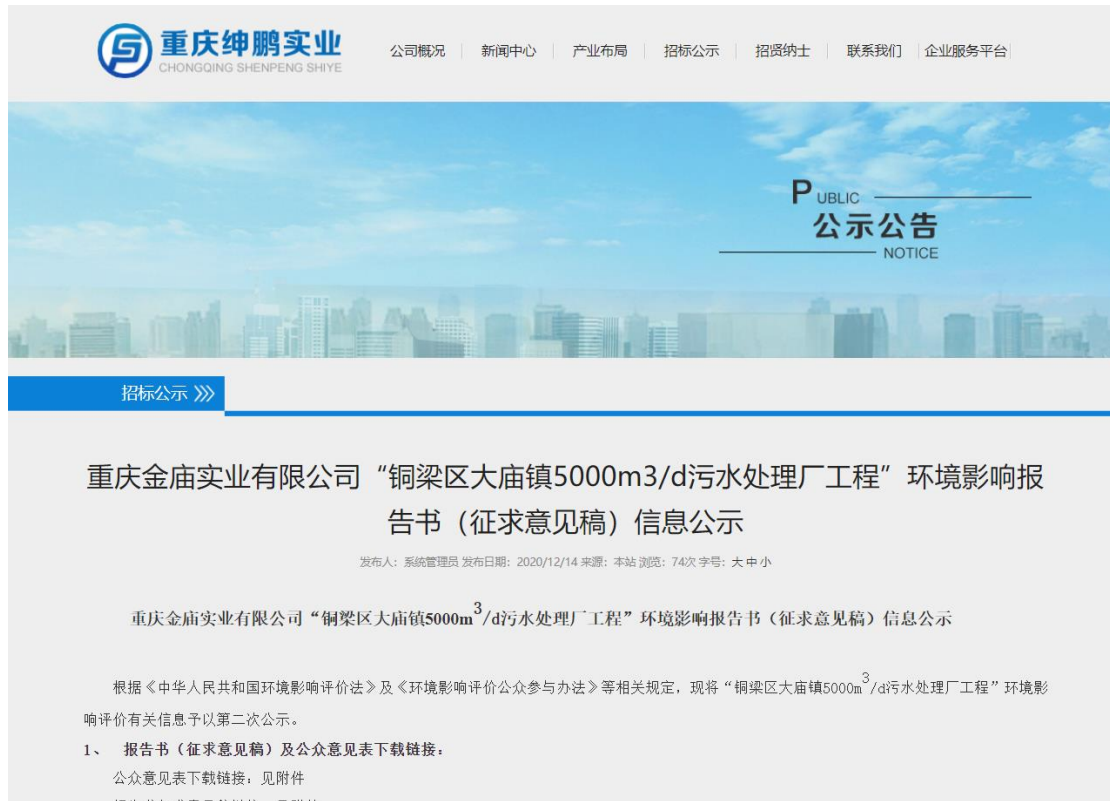 重庆绅鹏实业
CHONGQING SHENPENG SHIYE
公司概况 新闻中心 产业布局 招标公示 招贤纳士 联系我们 企业服务平台
PUBLIC
公示公告
NOTICE
招标公示
重庆金庙实业有限公司“铜梁区大庙镇5000m3/d污水处理厂工程”环境影响报
告书（征求意见稿）信息公示
发布人：系统管理员 发布日期：2020/12/14 来源：本站 浏览：74次 字号：大 中 小
重庆金庙实业有限公司“铜梁区大庙镇5000m³/d污水处理厂工程”环境影响报告书（征求意见稿）信息公示
根据《中华人民共和国环境影响评价法》及《环境影响评价公众参与办法》等相关规定，现将“铜梁区大庙镇5000m³/d污水处理厂工程”环境影
响评价有关信息予以第二次公示。
1、 报告书（征求意见稿）及公众意见表下载链接：
公众意见表下载链接：见附件